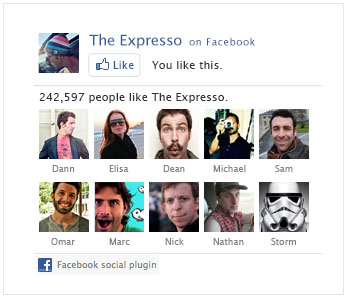 The Expresso on Facebook
Like You like this.
242,597 people like The Expresso.
Dann Elisa Dean Michael Sam
Omar Marc Nick Nathan Storm
Facebook social plugin